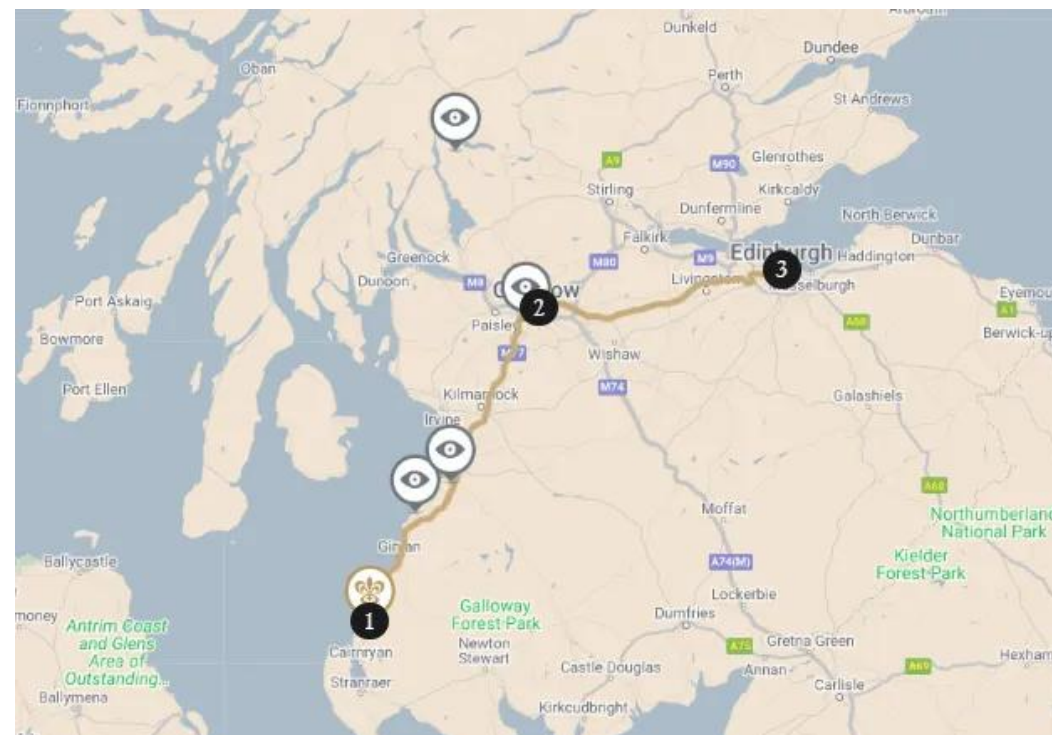 Dunkeld
Dundee
Oban
Perth
Fionnphort
St Andrews
A9
M90
Glenrothes
Stirling
Kirkcaldy
Dunfermline
North Berwick
Falkirk
Dunbar
Greenock
M80
M9
Edinburgh
Haddington
Dunoon
M8
3
Port Askaig
2
Paisley
A1
Bowmore
M77
Wishaw
A68
Port Ellen
M74
Kilmarnock
Galashiels
Irvine
A68
Moffat
Northumberland
National Park
Girvan
Ballycastle
A74(M)
Kielder
Forest Park
Lockerbie
1
Galloway
Forest Park
Dumfries
Antrim Coast
and Glens
Area of
Outstanding...
Newton
Stewart
A75
Gretna Green
Cairnryan
Castle Douglas
Annan
A69
Hexham
Stranraer
Carlisle
Ballymena
Kirkcudbright